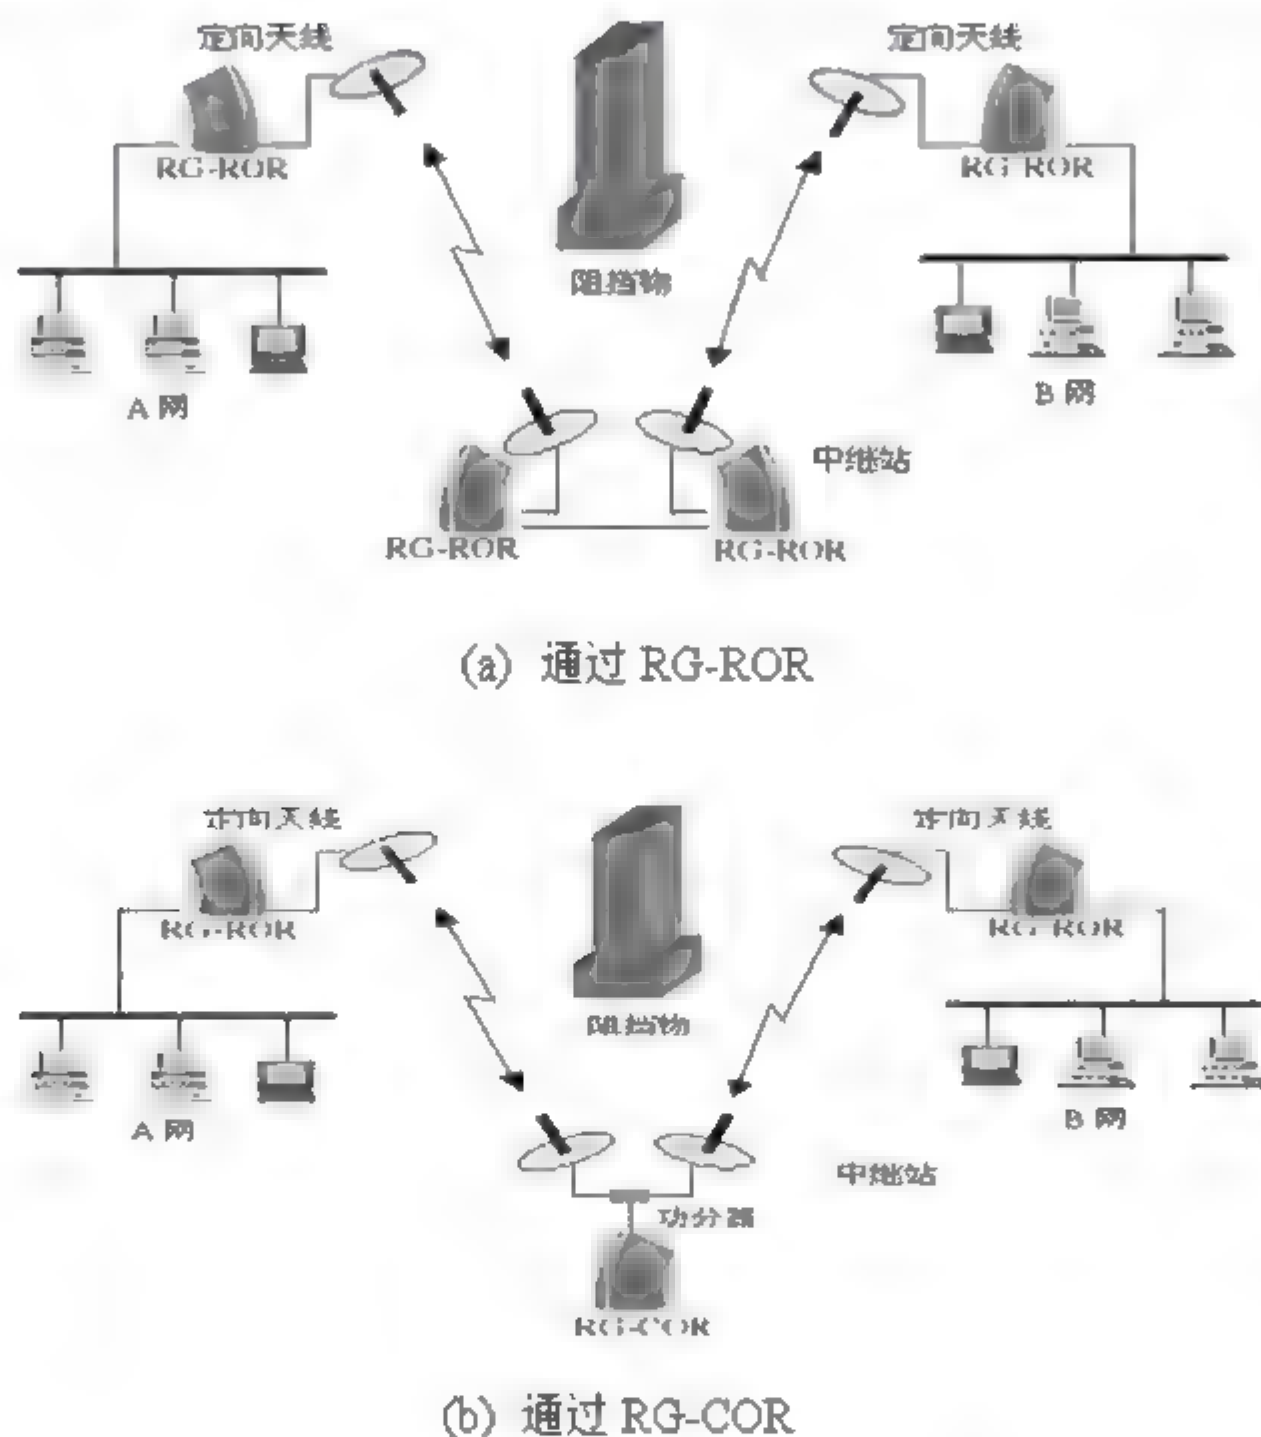 定向天线
定向天线
RG-ROR
RG-ROR
阻挡物
A 网
B 网
中继站
RG-ROR
RG-ROR
(a) 通过 RG-ROR
定向天线
定向天线
RG-ROR
RG-ROR
阻挡物
A 网
B 网
中继站
功分器
RG-COR
(b) 通过 RG-COR